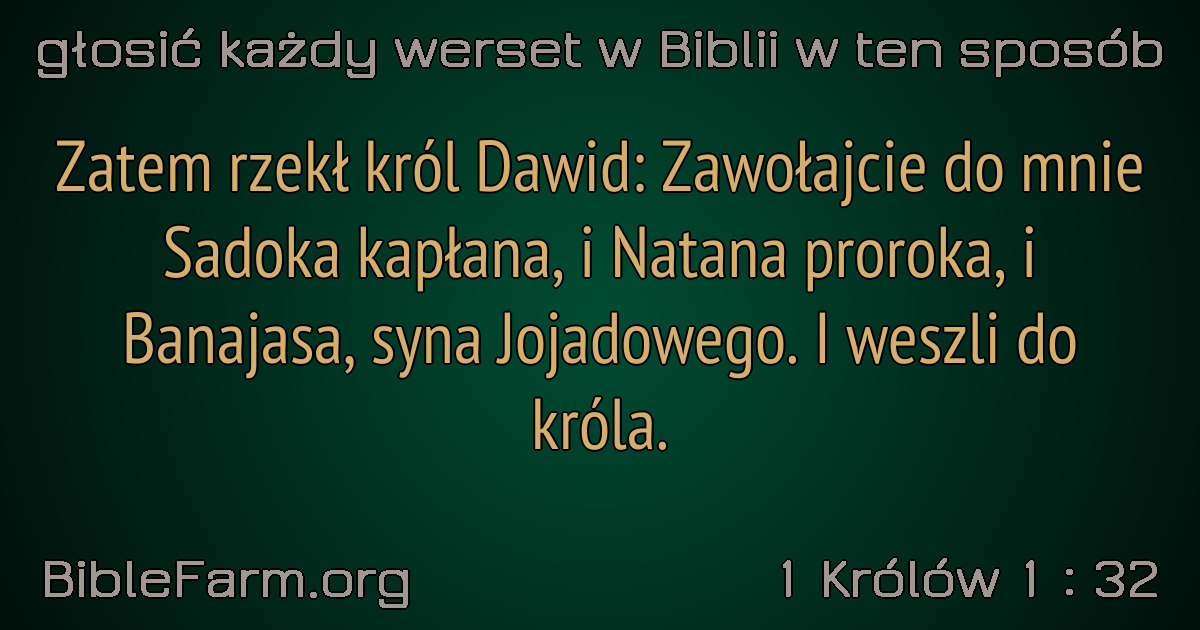 głosić każdy werset w Biblii w ten sposób
Zatem rzekł król Dawid: Zawołajcie do mnie
Sadoka kapłana, i Natana proroka, i
Banajasa, syna Jojadowego. I weszli do
króla.
BibleFarm.org
1 Królów 1 : 32